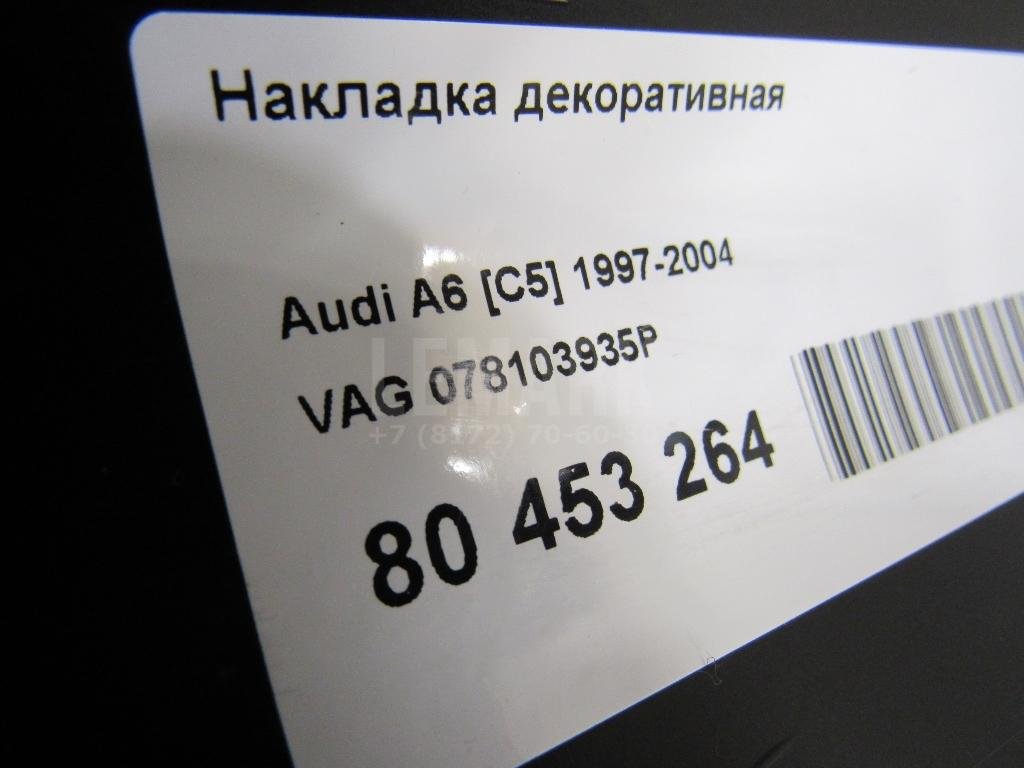 Накладка декоративная
Audi A6 [C5] 1997-2004
VAG 078103935P
80 453 264